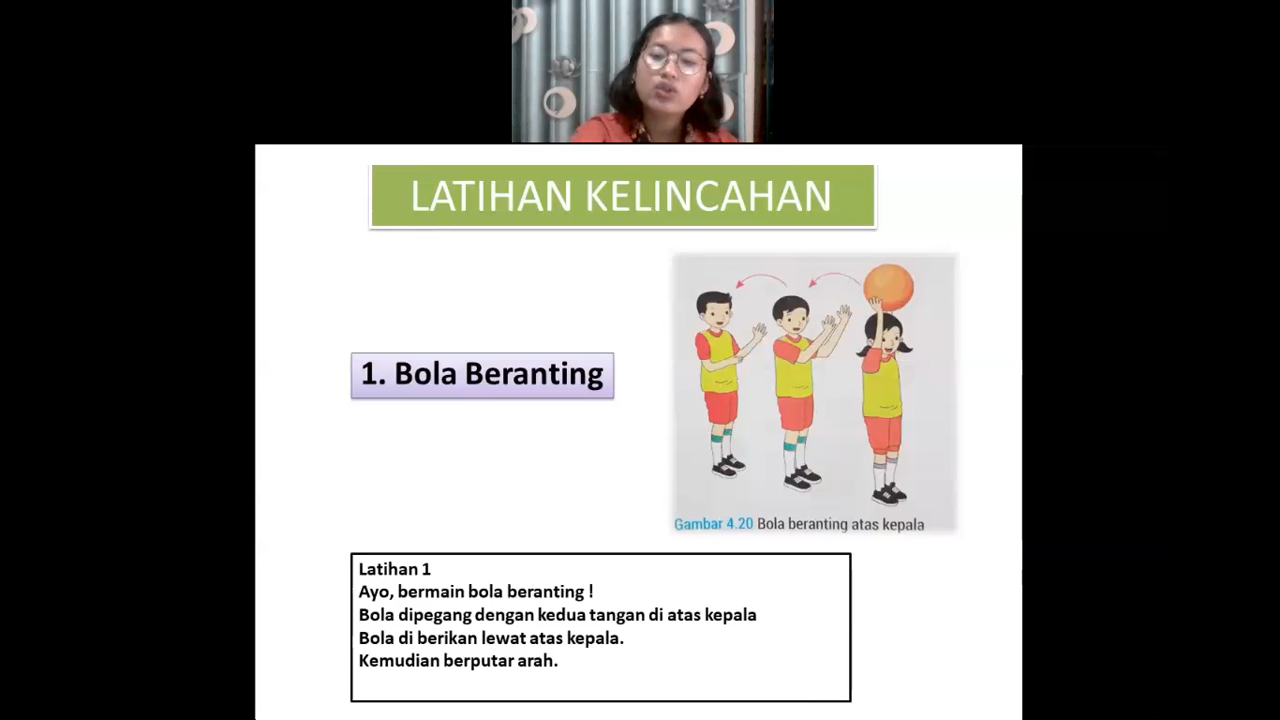 LATIHAN KELINCAHAN
1. Bola Beranting
Gambar 4.20 Bola beranting atas kepala
Latihan 1
Ayo, bermain bola beranting !
Bola dipegang dengan kedua tangan di atas kepala
Bola di berikan lewat atas kepala.
Kemudian berputar arah.